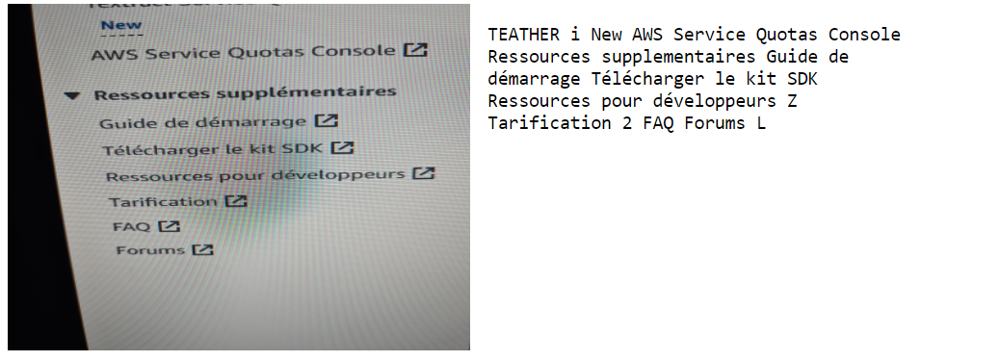 New
AWS Service Quotas Console
Ressources supplémentaires
Guide de démarrage
Télécharger le kit SDK
Ressources pour développeurs
Tarification
FAQ
Forums
TEATHER i New AWS Service Quotas Console
Ressources supplementaires Guide de
démarrage Télécharger le kit SDK
Ressources pour développeurs Z
Tarification 2 FAQ Forums L